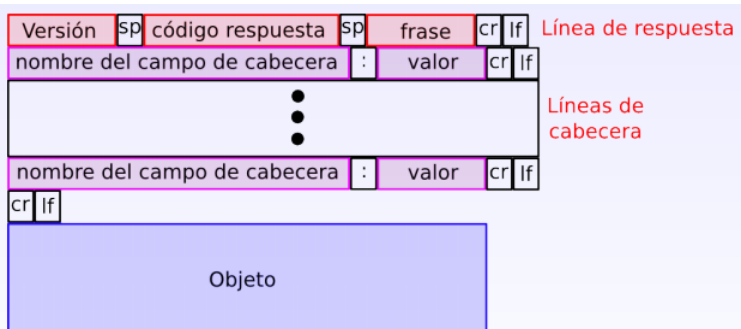 Versión sp código respuesta sp frase cr lf Línea de respuesta
nombre del campo de cabecera : valor cr lf
Líneas de
cabecera
nombre del campo de cabecera : valor cr lf
cr lf
Objeto